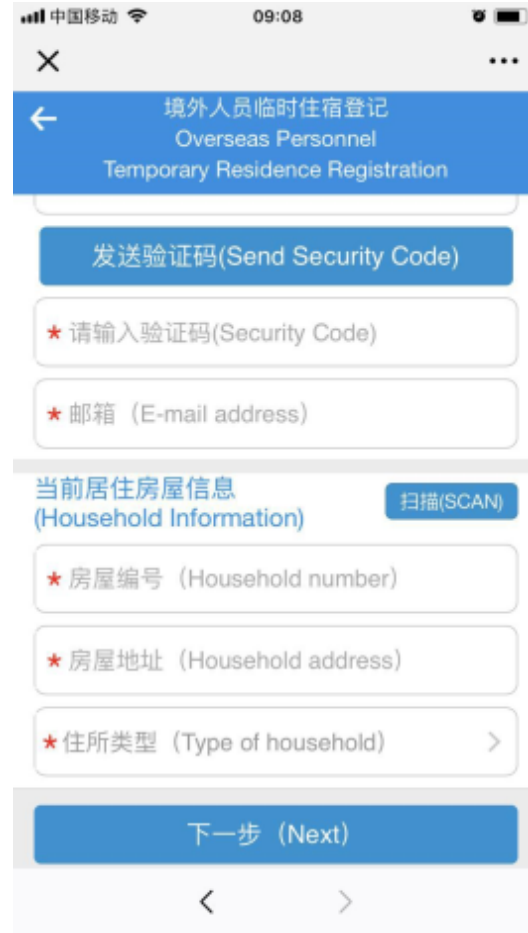 中国移动 09:08
境外人员临时住宿登记
Overseas Personnel
Temporary Residence Registration
发送验证码(Send Security Code)
* 请输入验证码(Security Code)
* 邮箱（E-mail address）
当前居住房屋信息
(Household Information)
扫描(SCAN)
* 房屋编号（Household number）
* 房屋地址（Household address）
*住所类型（Type of household）
下一步（Next）